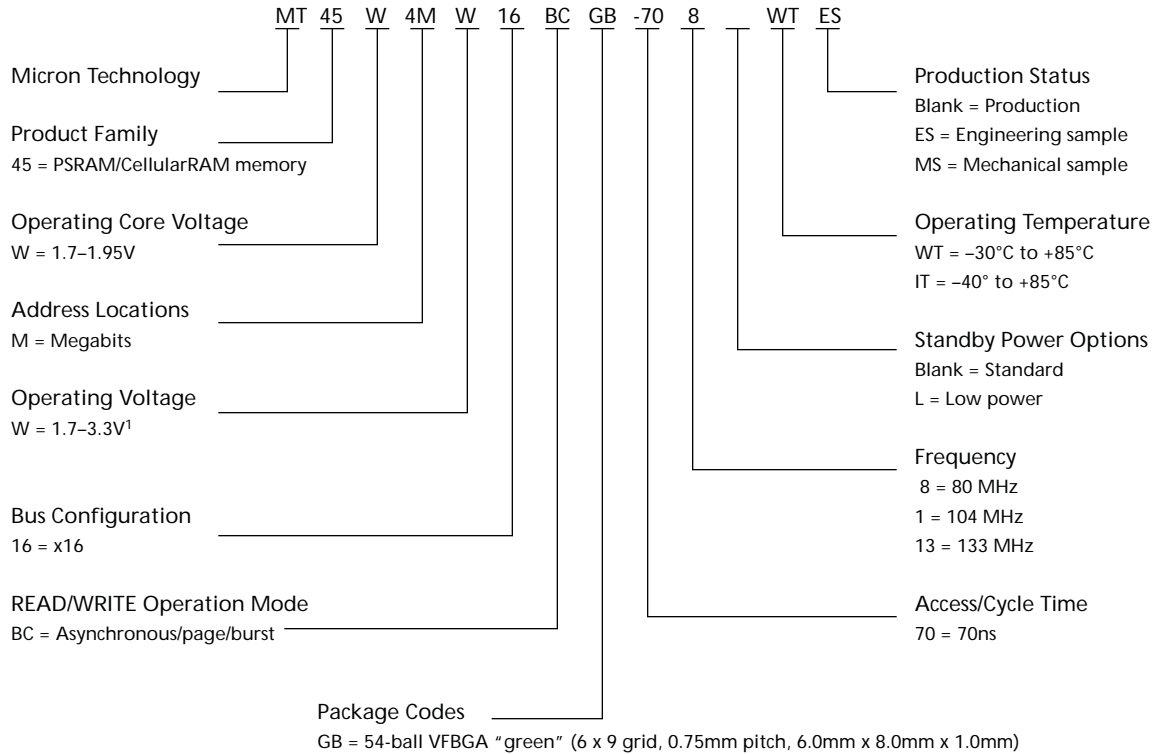 MT 45 W 4M W 16 BC GB -70 8 WT ES
Micron Technology
Product Family
45 = PSRAM/CellularRAM memory
Operating Core Voltage
W = 1.7–1.95V
Address Locations
M = Megabits
Operating Voltage
W = 1.7–3.3V¹
Bus Configuration
16 = x16
READ/WRITE Operation Mode
BC = Asynchronous/page/burst
Package Codes
GB = 54-ball VFBGA “green” (6 x 9 grid, 0.75mm pitch, 6.0mm x 8.0mm x 1.0mm)
Production Status
Blank = Production
ES = Engineering sample
MS = Mechanical sample
Operating Temperature
WT = –30°C to +85°C
IT = –40° to +85°C
Standby Power Options
Blank = Standard
L = Low power
Frequency
8 = 80 MHz
1 = 104 MHz
13 = 133 MHz
Access/Cycle Time
70 = 70ns